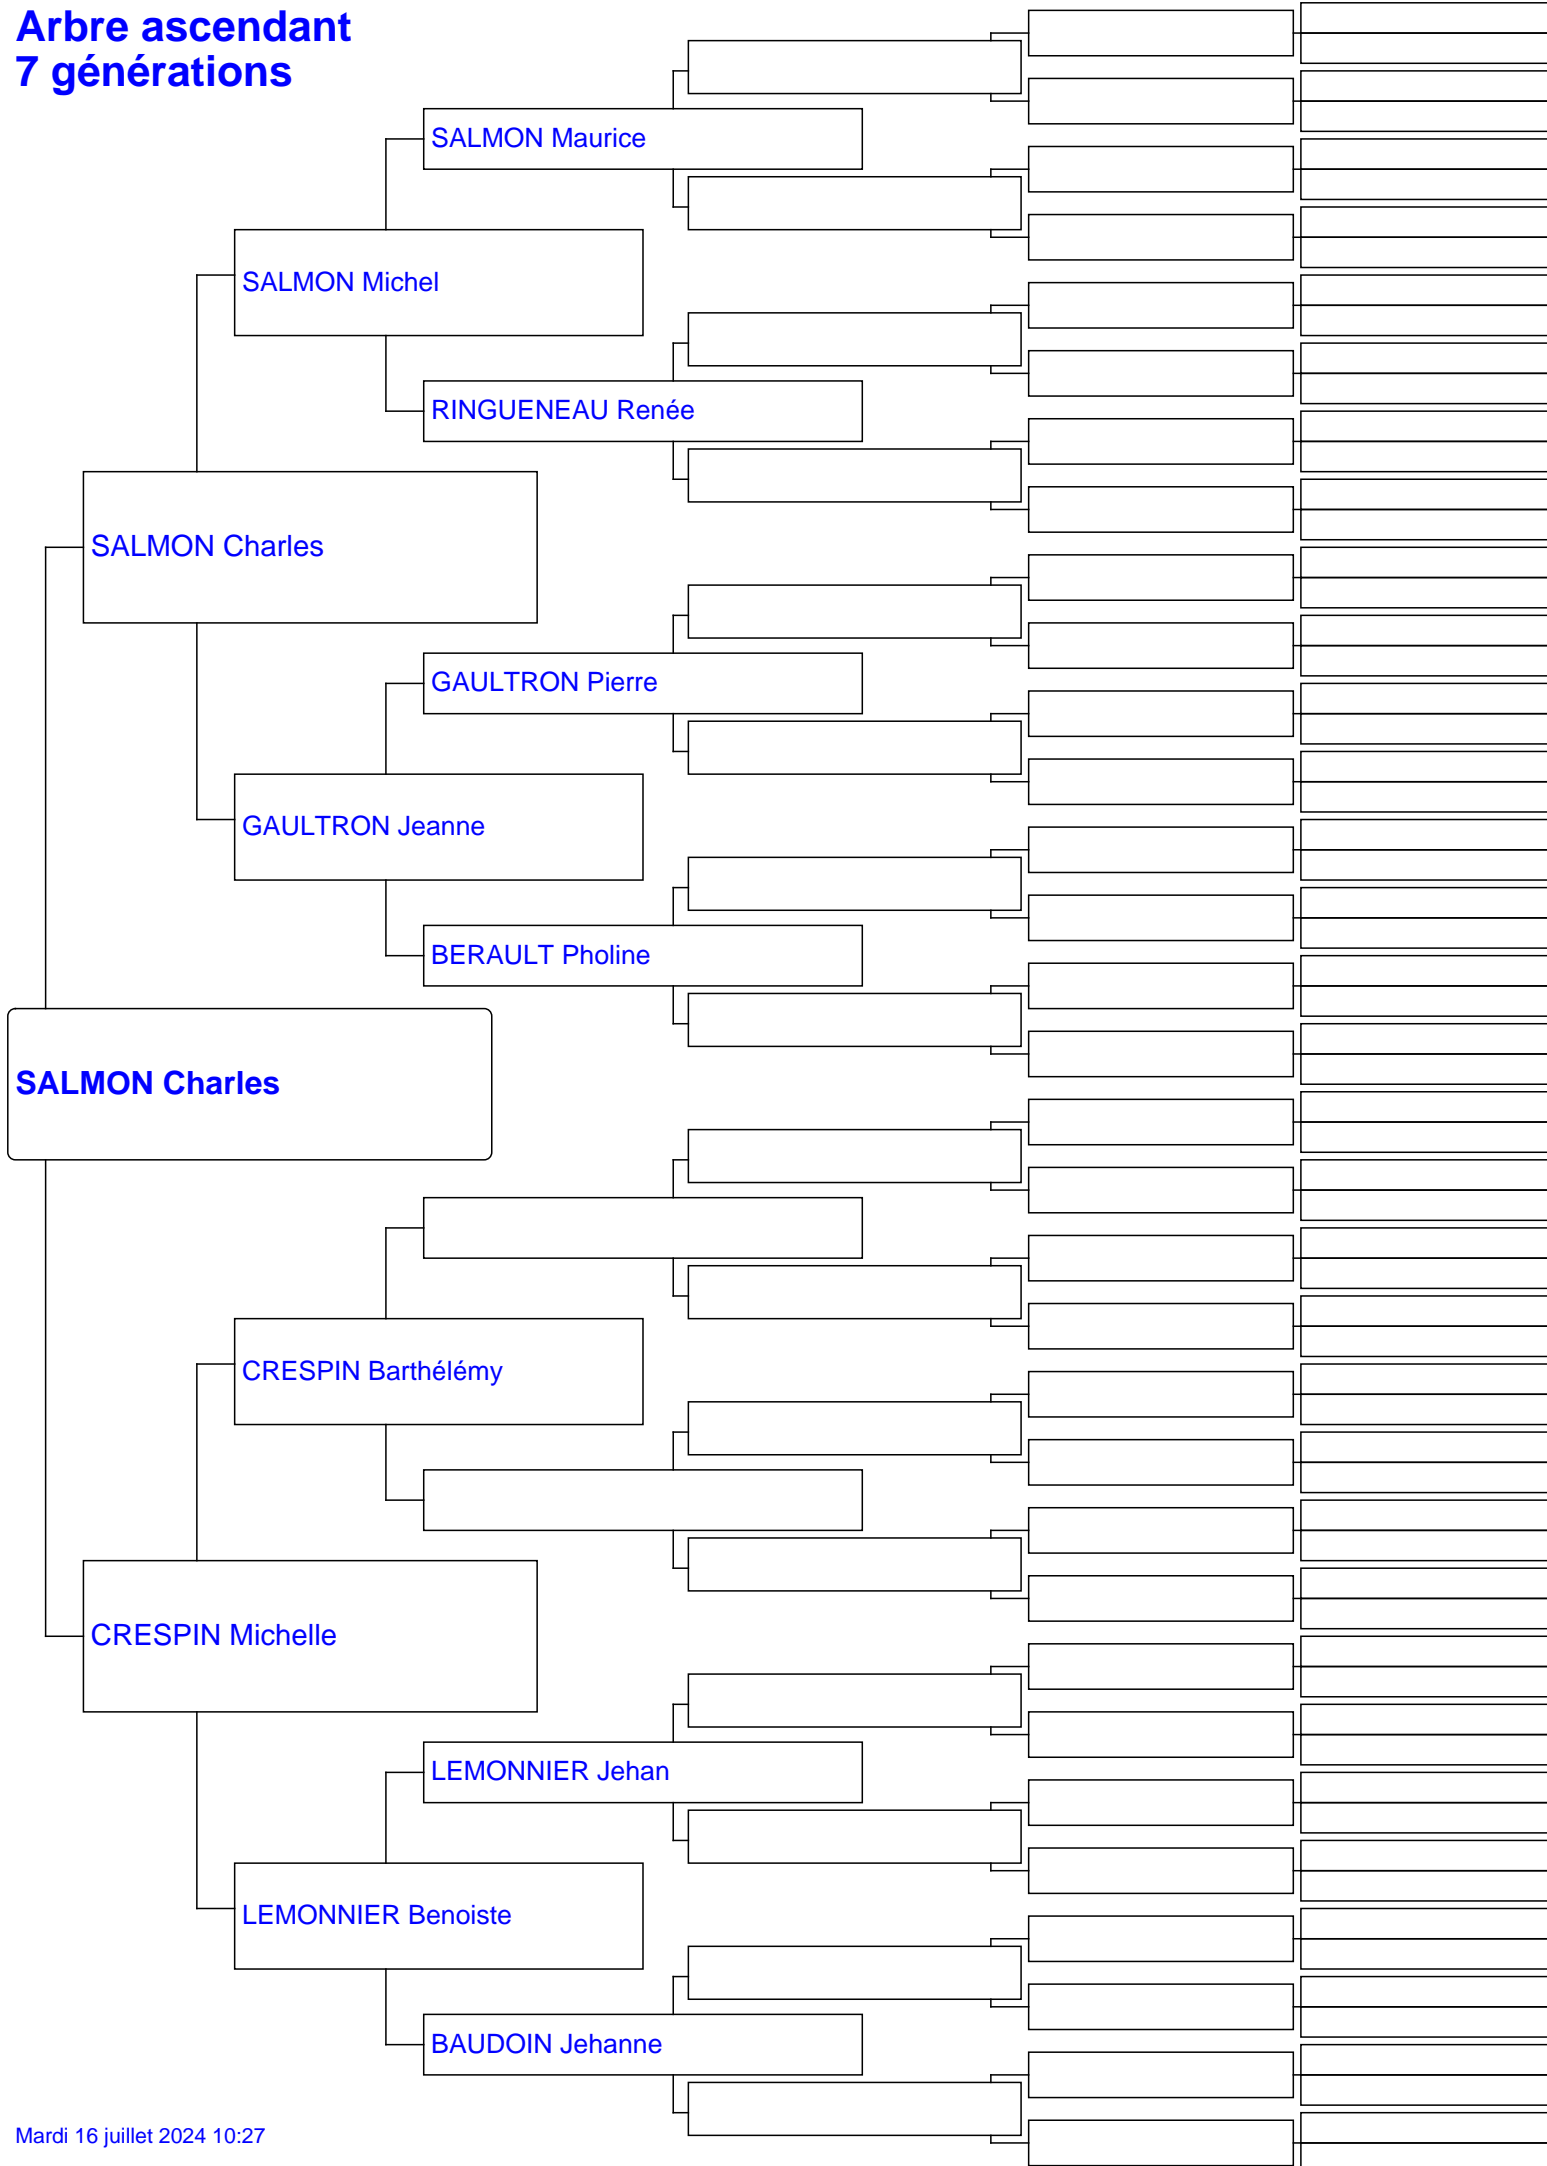 Arbre ascendant
7 générations
SALMON Maurice
SALMON Michel
RINGUENEAU Renée
SALMON Charles
GAULTRON Pierre
GAULTRON Jeanne
BERAULT Pholine
SALMON Charles
CRESPIN Barthélémy
CRESPIN Michelle
LEMONNIER Jehan
LEMONNIER Benoiste
BAUDOIN Jehanne
Mardi 16 juillet 2024 10:27